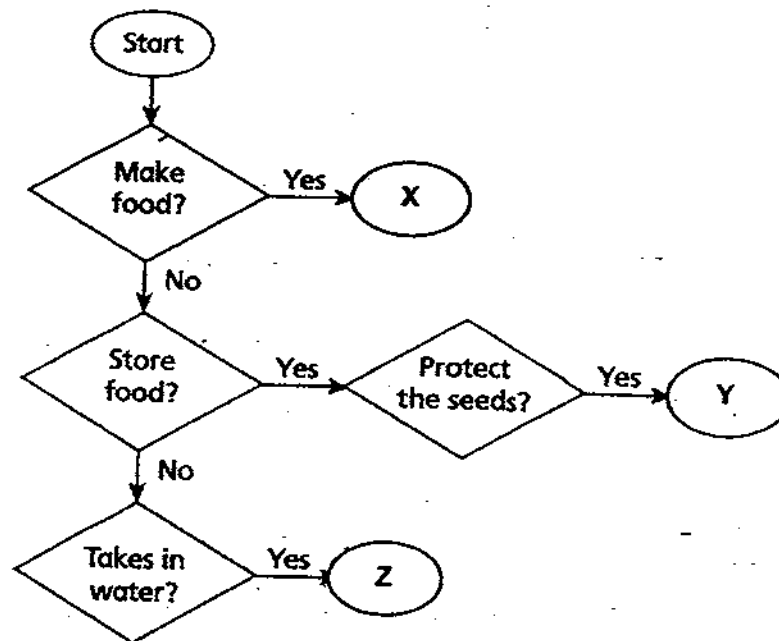 Start
Make
food?
Yes
X
No
Store
food?
Yes
Protect
the seeds?
Yes
Y
No
Takes in
water?
Yes
Z